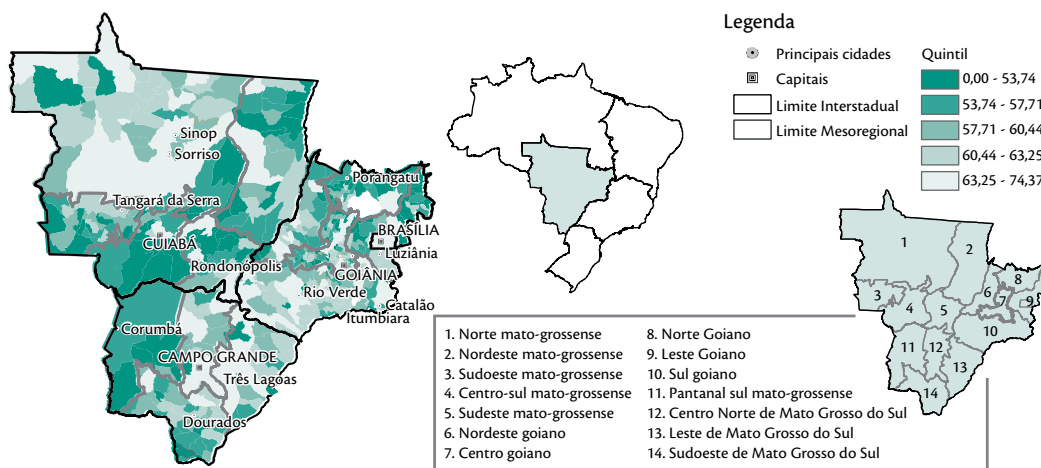 Legenda
Principais cidades
Capitais
Limite Interstadual
Limite Mesoregional
Quintil
0,00 - 53,74
53,74 - 57,71
57,71 - 60,44
60,44 - 63,25
63,25 - 74,37
Sinop
Sorriso
Tangará da Serra
CUIABÁ
Rondonópolis
Porangatu
BRASÍLIA
Luziânia
GOIÂNIA
Rio Verde
Catalão
Itumbiara
Corumbá
CAMPO GRANDE
Três Lagoas
Dourados
1
2
3
4
5
6
7
8
9
10
11
12
13
14
1. Norte mato-grossense
2. Nordeste mato-grossense
3. Sudoeste mato-grossense
4. Centro-sul mato-grossense
5. Sudeste mato-grossense
6. Nordeste goiano
7. Centro goiano
8. Norte Goiano
9. Leste Goiano
10. Sul goiano
11. Pantanal sul mato-grossense
12. Centro Norte de Mato Grosso do Sul
13. Leste de Mato Grosso do Sul
14. Sudoeste de Mato Grosso do Sul